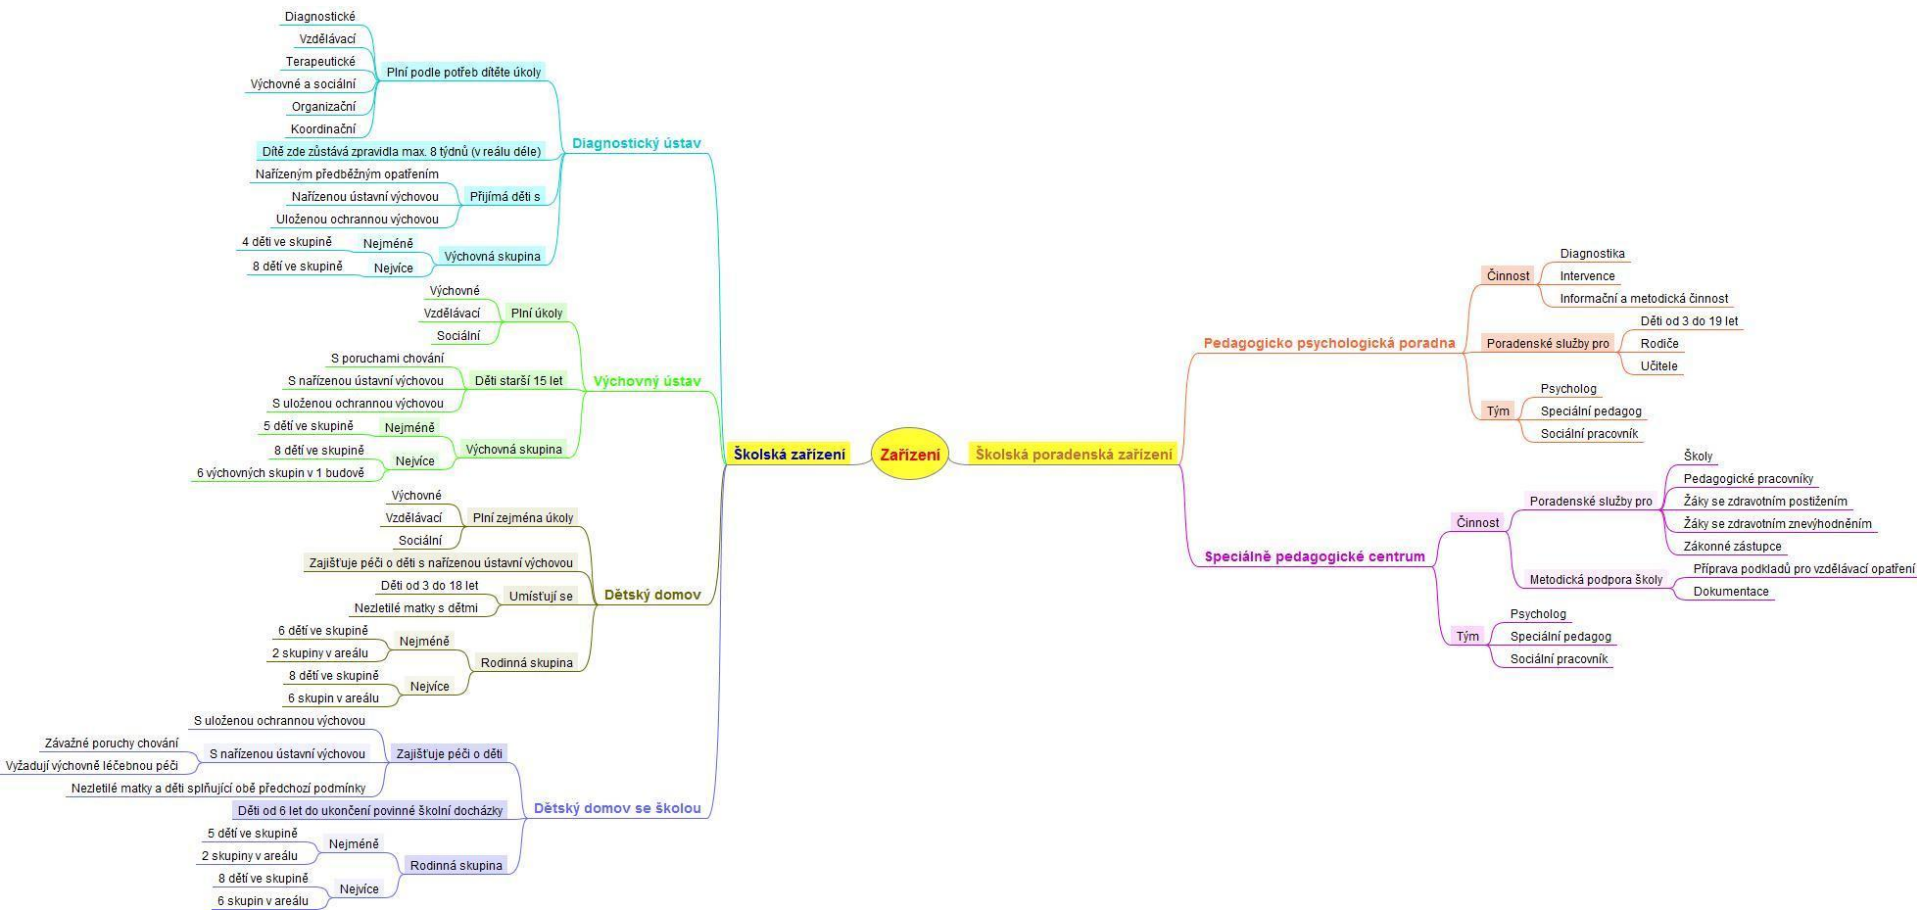 Zařízení
Školská zařízení
Diagnostický ústav
Plní podle potřeb dítěte úkoly
Diagnostické
Vzdělávací
Terapeutické
Výchovné a sociální
Organizační
Koordinační
Dítě zde zůstává zpravidla max. 8 týdnů (v reálu déle)
Přijímá děti s
Nařízeným předběžným opatřením
Nařízenou ústavní výchovou
Uloženou ochrannou výchovou
Výchovná skupina
Nejméně
4 děti ve skupině
Nejvíce
8 dětí ve skupině
Výchovný ústav
Plní úkoly
Výchovné
Vzdělávací
Sociální
Děti starší 15 let
S poruchami chování
S nařízenou ústavní výchovou
S uloženou ochrannou výchovou
Výchovná skupina
Nejméně
5 dětí ve skupině
Nejvíce
8 dětí ve skupině
6 výchovných skupin v 1 budově
Dětský domov
Plní zejména úkoly
Výchovné
Vzdělávací
Sociální
Zajišťuje péči o děti s nařízenou ústavní výchovou
Umísťují se
Děti od 3 do 18 let
Nezletilé matky s dětmi
Rodinná skupina
Nejméně
6 dětí ve skupině
2 skupiny v areálu
Nejvíce
8 dětí ve skupině
6 skupin v areálu
Dětský domov se školou
Zajišťuje péči o děti
S uloženou ochrannou výchovou
S nařízenou ústavní výchovou
Závažné poruchy chování
Vyžadují výchovně léčebnou péči
Nezletilé matky a děti splňující obě předchozí podmínky
Děti od 6 let do ukončení povinné školní docházky
Rodinná skupina
Nejméně
5 dětí ve skupině
2 skupiny v areálu
Nejvíce
8 dětí ve skupině
6 skupin v areálu
Školská poradenská zařízení
Pedagogicko psychologická poradna
Činnost
Diagnostika
Intervence
Informační a metodická činnost
Poradenské služby pro
Děti od 3 do 19 let
Rodiče
Učitele
Tým
Psycholog
Speciální pedagog
Sociální pracovník
Speciálně pedagogické centrum
Činnost
Poradenské služby pro
Školy
Pedagogické pracovníky
Žáky se zdravotním postižením
Žáky se zdravotním znevýhodněním
Zákonné zástupce
Metodická podpora školy
Příprava podkladů pro vzdělávací opatření
Dokumentace
Tým
Psycholog
Speciální pedagog
Sociální pracovník